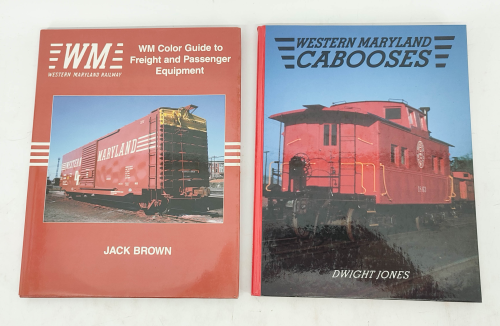 WM
WESTERN MARYLAND RAILWAY
WM Color Guide to
Freight and Passenger
Equipment
MARYLAND
JACK BROWN
WESTERN MARYLAND
CABOOSES
DWIGHT JONES